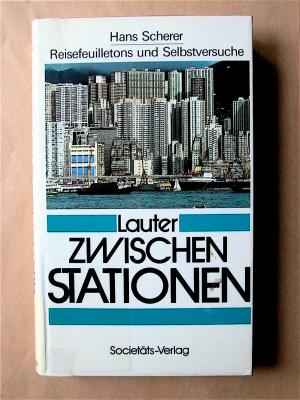 Hans Scherer
Reisefeuilletons und Selbstversuche
Lauter
ZWISCHEN
STATIONEN
Societäts-Verlag